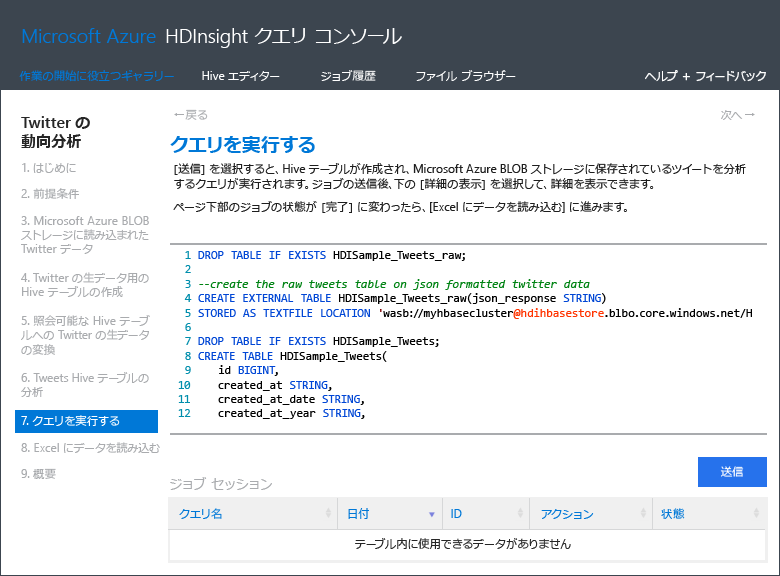 Microsoft Azure HDInsight クエリ コンソール
作業の開始に役立つギャラリー Hive エディター ジョブ履歴 ファイル ブラウザー ヘルプ + フィードバック
Twitter の
動向分析
1. はじめに
2. 前提条件
3. Microsoft Azure BLOB
ストレージに読み込まれた
Twitter データ
4. Twitter の生データ用の
Hive テーブルの作成
5. 照会可能な Hive テーブ
ルへの Twitter の生データ
の変換
6. Tweets Hive テーブルの
分析
7. クエリを実行する
8. Excel にデータを読み込む
9. 概要
←戻る 次へ→
クエリを実行する
[送信] を選択すると、Hive テーブルが作成され、Microsoft Azure BLOB ストレージに保存されているツイートを分析
するクエリが実行されます。ジョブの送信後、下の [詳細の表示] を選択して、詳細を表示できます。
ページ下部のジョブの状態が [完了] に変わったら、[Excel にデータを読み込む] に進みます。
1 DROP TABLE IF EXISTS HDISample_Tweets_raw;
2
3 --create the raw tweets table on json formatted twitter data
4 CREATE EXTERNAL TABLE HDISample_Tweets_raw(json_response STRING)
5 STORED AS TEXTFILE LOCATION 'wasb://myhbasecluster@hdihbasestore.blbo.core.windows.net/H
6
7 DROP TABLE IF EXISTS HDISample_Tweets;
8 CREATE TABLE HDISample_Tweets(
9 id BIGINT,
10 created_at STRING,
11 created_at_date STRING,
12 created_at_year STRING,
送信
ジョブ セッション
クエリ名 日付 ID アクション 状態
テーブル内に使用できるデータがありません